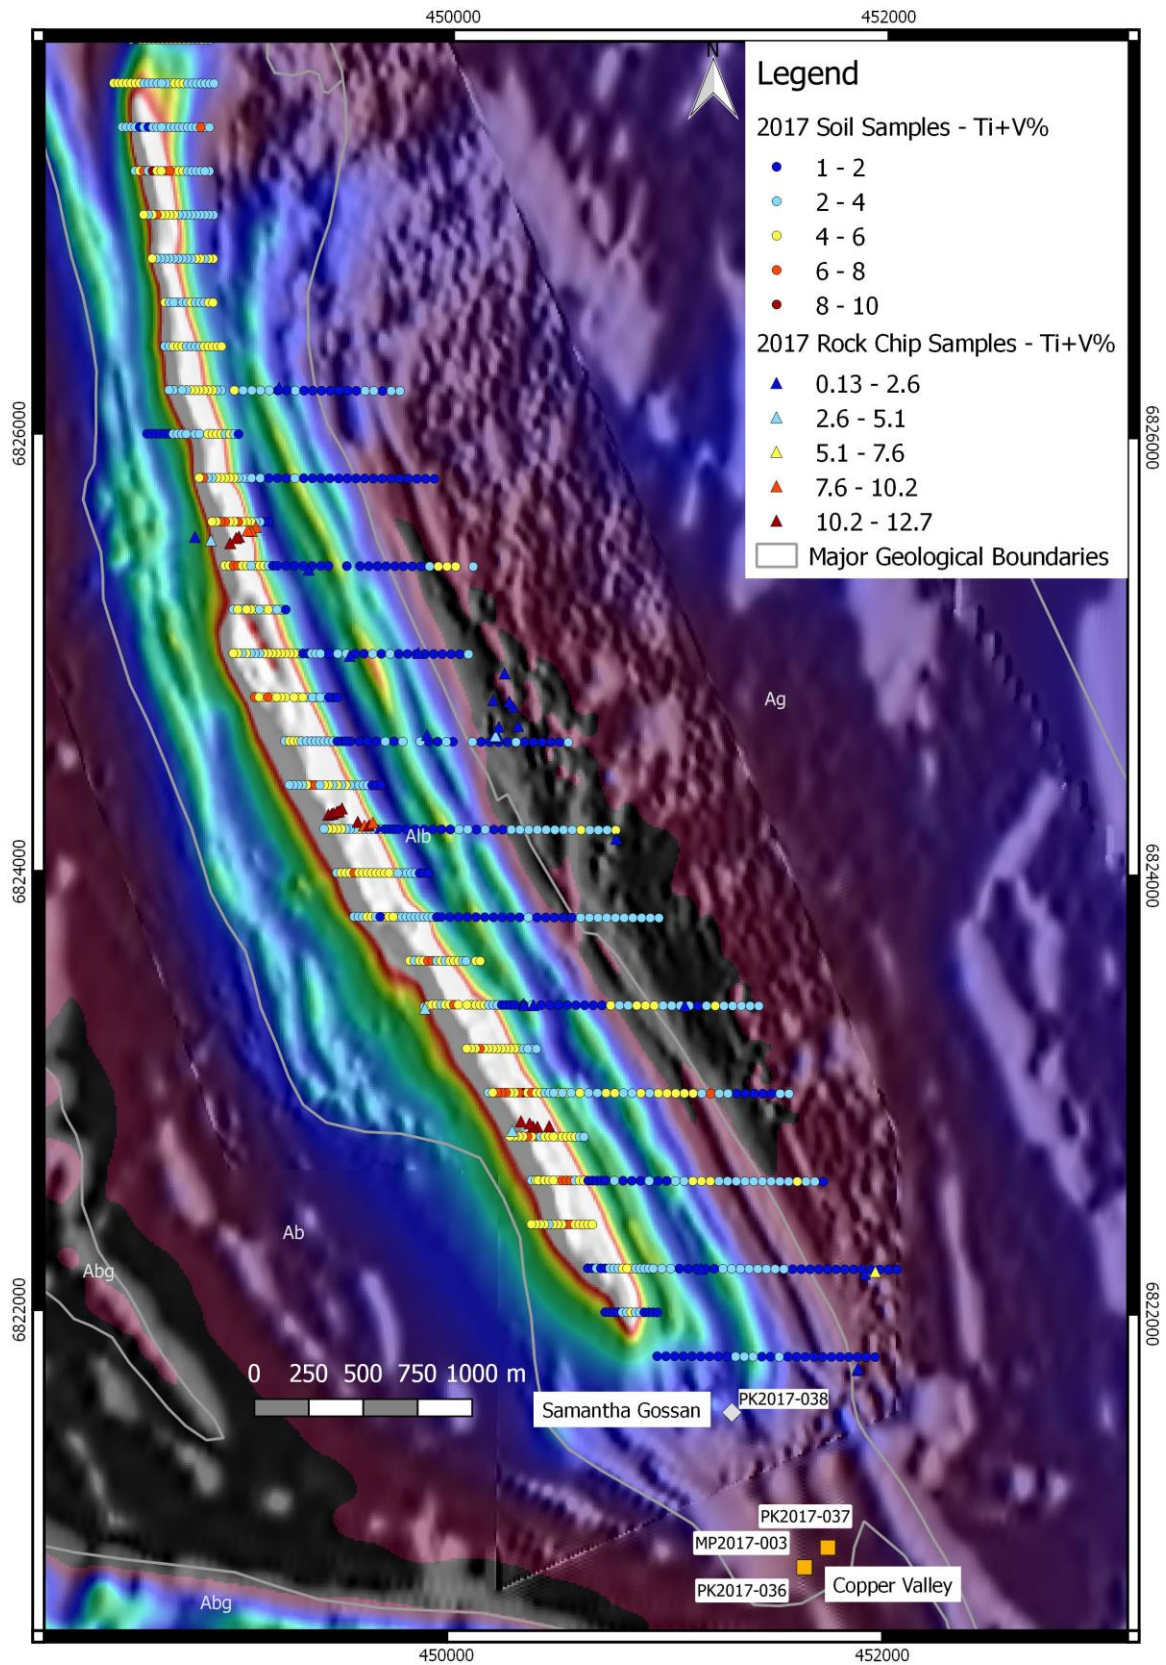 450000
452000
N
Legend
2017 Soil Samples - Ti+V%
1 - 2
2 - 4
4 - 6
6 - 8
8 - 10
2017 Rock Chip Samples - Ti+V%
0.13 - 2.6
2.6 - 5.1
5.1 - 7.6
7.6 - 10.2
10.2 - 12.7
Major Geological Boundaries
6826000
6826000
Ag
Alb
6824000
6824000
Ab
Abg
6822000
6822000
0 250 500 750 1000 m
Samantha Gossan
PK2017-038
PK2017-037
MP2017-003
PK2017-036
Copper Valley
Abg
450000
452000